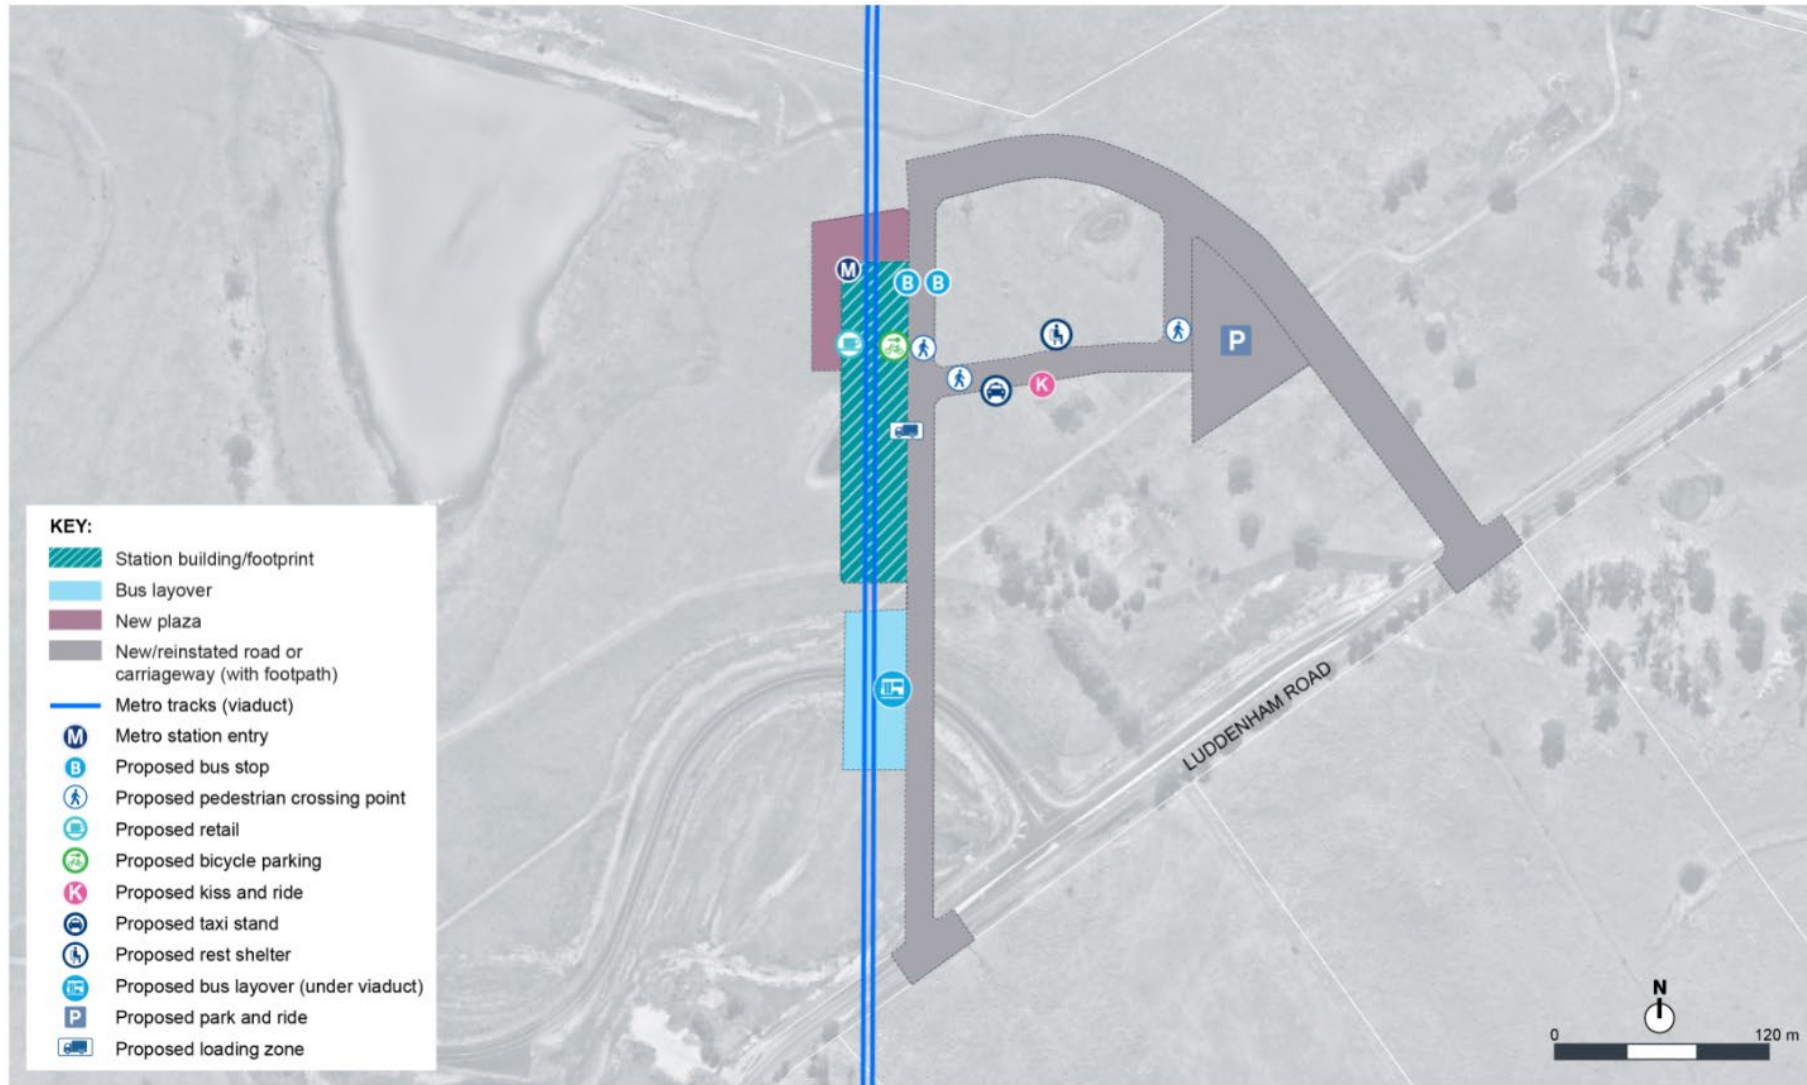 M
B B
P
K
LUDDENHAM ROAD
KEY:
Station building/footprint
Bus layover
New plaza
New/reinstated road or
carriageway (with footpath)
Metro tracks (viaduct)
M Metro station entry
B Proposed bus stop
Proposed pedestrian crossing point
Proposed retail
Proposed bicycle parking
K Proposed kiss and ride
Proposed taxi stand
Proposed rest shelter
Proposed bus layover (under viaduct)
P Proposed park and ride
Proposed loading zone
N
0 120 m